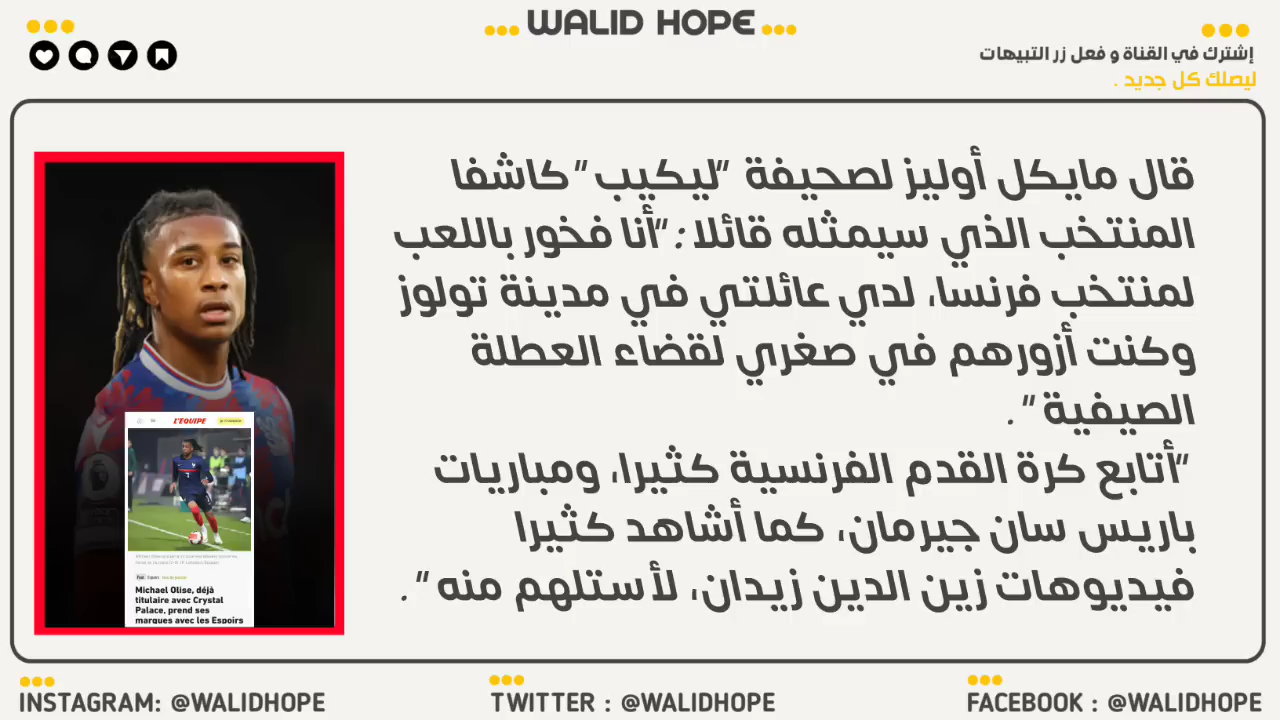 WALID HOPE
إشترك في القناة و فعل زر التبيهات
ليصلك كل جديد .
قال مايكل أوليز لصحيفة "ليكيب" كاشفا
المنتخب الذي سيمثله قائلا : "أنا فخور باللعب
لمنتخب فرنسا، لدي عائلتي في مدينة تولوز
وكنت أزورهم في صغري لقضاء العطلة
الصيفية " .
"أتابع كرة القدم الفرنسية كثيرا، ومباريات
باريس سان جيرمان، كما أشاهد كثيرا
فيديوهات زين الدين زيدان، لأستلهم منه " .
L'ÉQUIPE
Michael Olise, déjà
titulaire avec Crystal
Palace, prend ses
marques avec les Espoirs
INSTAGRAM: @WALIDHOPE
TWITTER : @WALIDHOPE
FACEBOOK : @WALIDHOPE